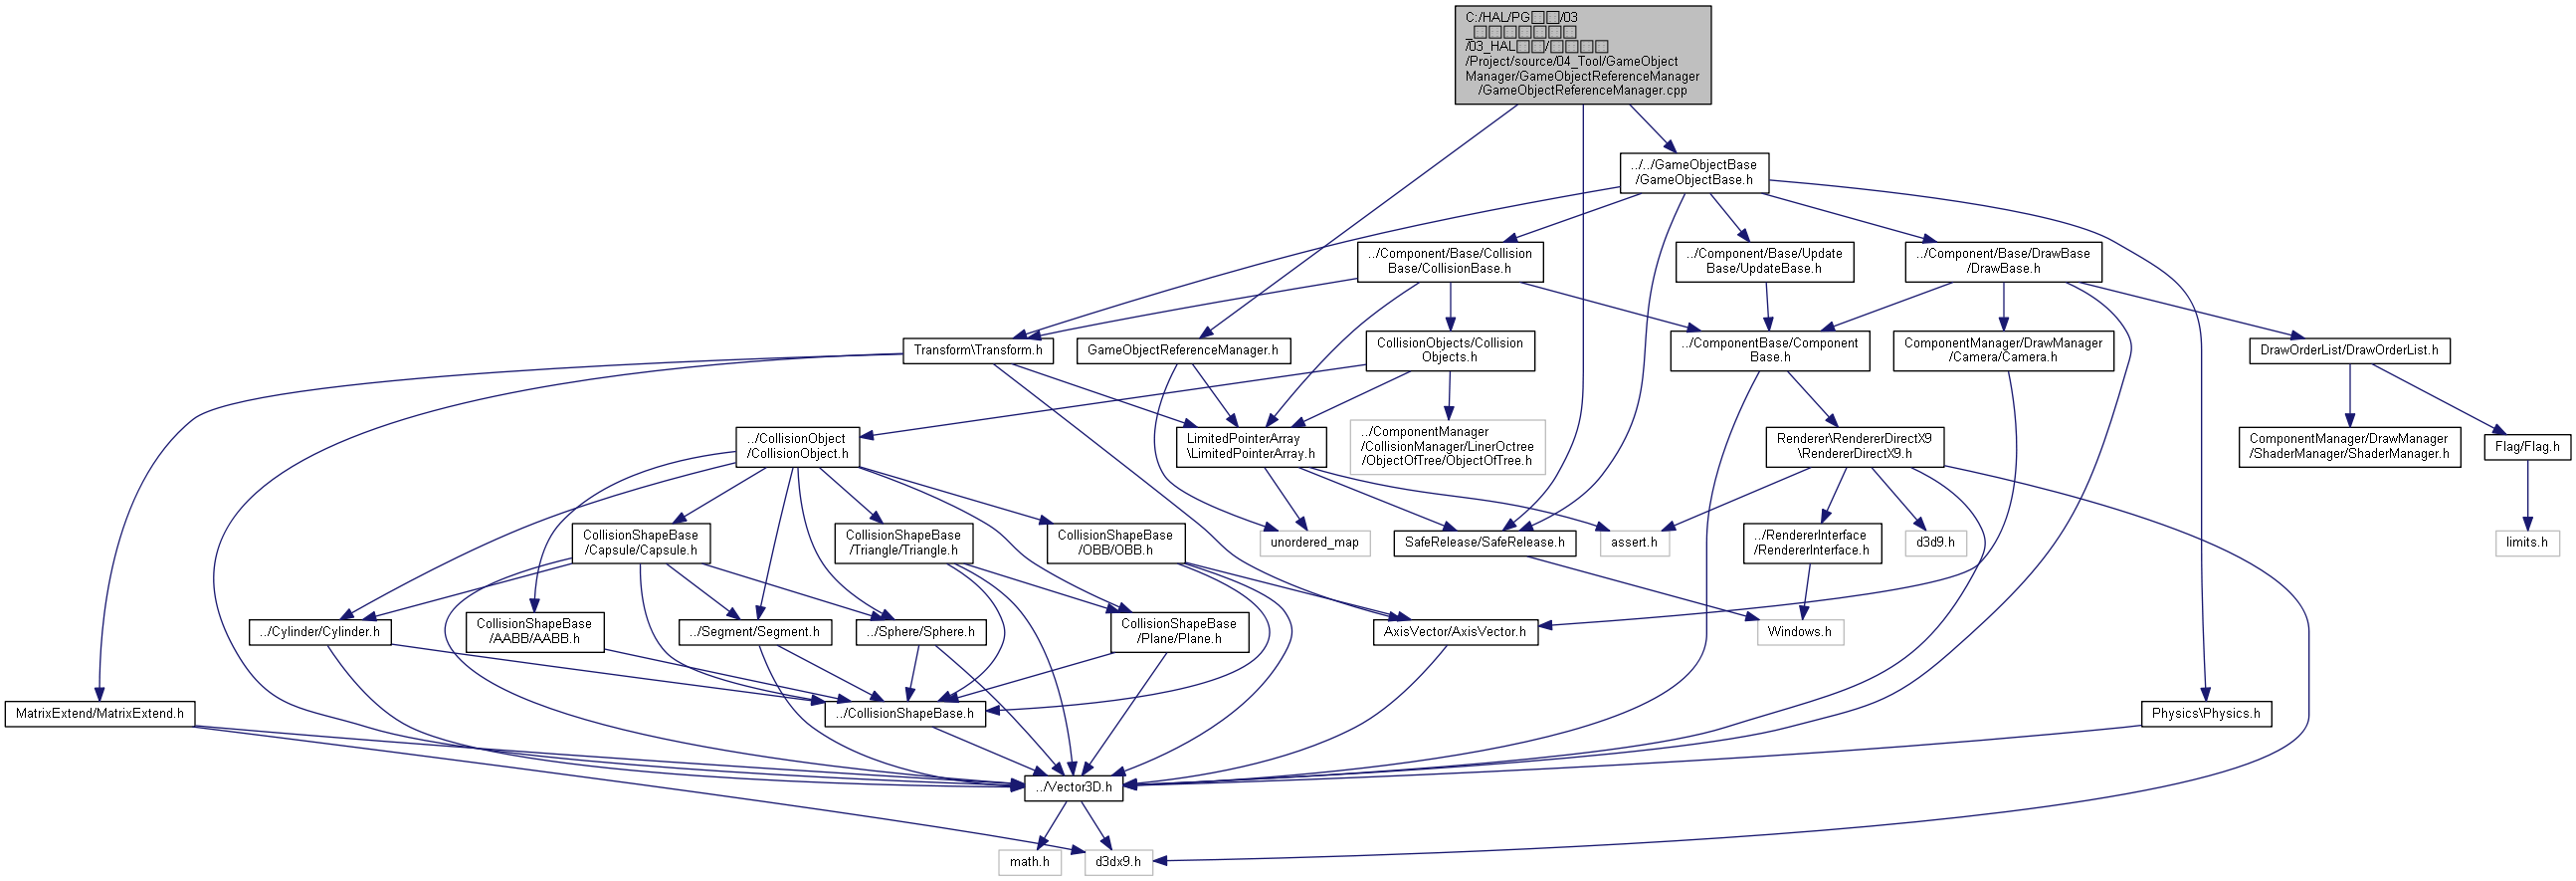 C:/HAL/PG□□/03
_□□□□□□□
/03_HAL□□/□□□□
/Project/source/04_Tool/GameObject
Manager/GameObjectReferenceManager
/GameObjectReferenceManager.cpp
../../GameObjectBase
/GameObjectBase.h
../Component/Base/Collision
Base/CollisionBase.h
../Component/Base/Update
Base/UpdateBase.h
../Component/Base/DrawBase
/DrawBase.h
Transform\Transform.h
GameObjectReferenceManager.h
CollisionObjects/Collision
Objects.h
../ComponentBase/Component
Base.h
ComponentManager/DrawManager
/Camera/Camera.h
DrawOrderList/DrawOrderList.h
../CollisionObject
/CollisionObject.h
LimitedPointerArray
\LimitedPointerArray.h
../ComponentManager
/CollisionManager/LinerOctree
/ObjectOfTree/ObjectOfTree.h
Renderer\RendererDirectX9
\RendererDirectX9.h
ComponentManager/DrawManager
/ShaderManager/ShaderManager.h
Flag/Flag.h
CollisionShapeBase
/Capsule/Capsule.h
CollisionShapeBase
/Triangle/Triangle.h
CollisionShapeBase
/OBB/OBB.h
unordered_map
SafeRelease/SafeRelease.h
assert.h
../RendererInterface
/RendererInterface.h
d3d9.h
limits.h
../Cylinder/Cylinder.h
CollisionShapeBase
/AABB/AABB.h
../Segment/Segment.h
../Sphere/Sphere.h
CollisionShapeBase
/Plane/Plane.h
AxisVector/AxisVector.h
Windows.h
MatrixExtend/MatrixExtend.h
../CollisionShapeBase.h
Physics\Physics.h
../Vector3D.h
math.h
d3dx9.h